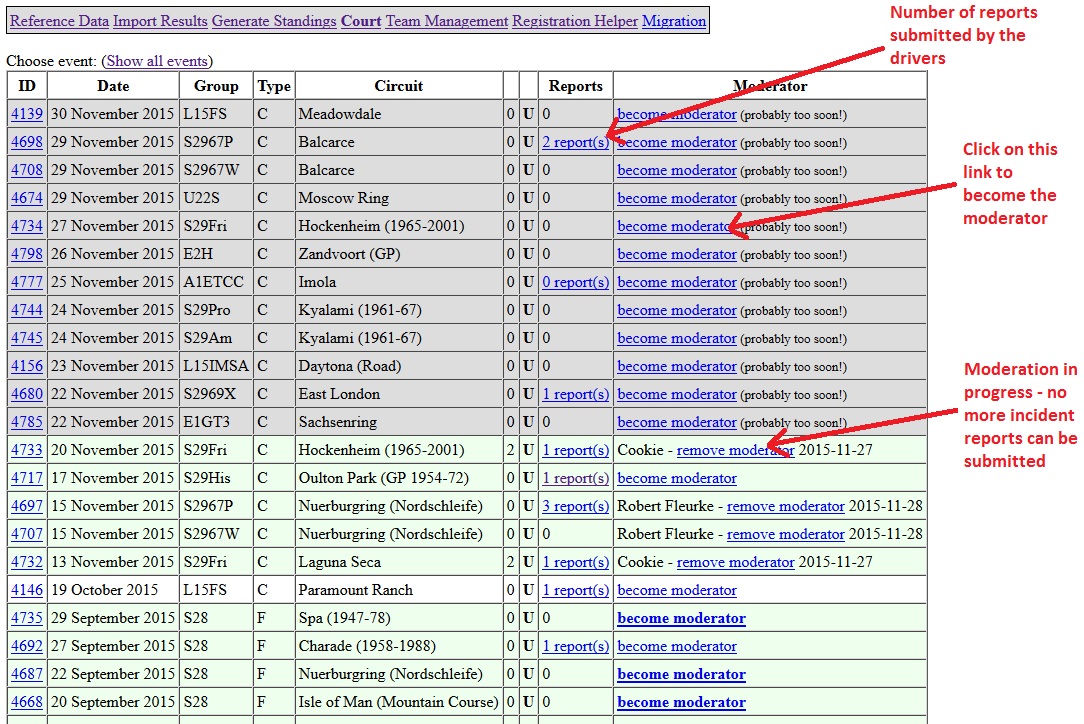 Reference Data Import Results Generate Standings Court Team Management Registration Helper Migration
Number of reports
submitted by the
drivers
Choose event: (Show all events)
ID Date Group Type Circuit Reports Moderator
4139 30 November 2015 L15FS C Meadowdale 0 U 0 become moderator (probably too soon!)
4698 29 November 2015 S2967P C Balcarce 0 U 2 report(s) become moderator (probably too soon!)
4708 29 November 2015 S2967W C Balcarce 0 U 0 become moderator (probably too soon!)
4674 29 November 2015 U22S C Moscow Ring 0 U 0 become moderator (probably too soon!)
4734 27 November 2015 S29Fri C Hockenheim (1965-2001) 0 U 0 become moderator (probably too soon!)
4798 26 November 2015 E2H C Zandvoort (GP) 0 U 0 become moderator (probably too soon!)
4777 25 November 2015 A1ETCC C Imola 0 U 0 report(s) become moderator (probably too soon!)
4744 24 November 2015 S29Pro C Kyalami (1961-67) 0 U 0 become moderator (probably too soon!)
4745 24 November 2015 S29Am C Kyalami (1961-67) 0 U 0 become moderator (probably too soon!)
4156 23 November 2015 L15IMSA C Daytona (Road) 0 U 0 become moderator (probably too soon!)
4680 22 November 2015 S2969X C East London 0 U 1 report(s) become moderator (probably too soon!)
4785 22 November 2015 E1GT3 C Sachsenring 0 U 0 become moderator (probably too soon!)
4733 20 November 2015 S29Fri C Hockenheim (1965-2001) 2 U 1 report(s) Cookie - remove moderator 2015-11-27
4717 17 November 2015 S29His C Oulton Park (GP 1954-72) 0 U 1 report(s) become moderator
4697 15 November 2015 S2967P C Nuerburgring (Nordschleife) 0 U 3 report(s) Robert Fleurke - remove moderator 2015-11-28
4707 15 November 2015 S2967W C Nuerburgring (Nordschleife) 0 U 0 Robert Fleurke - remove moderator 2015-11-28
4732 13 November 2015 S29Fri C Laguna Seca 2 U 1 report(s) Cookie - remove moderator 2015-11-27
4146 19 October 2015 L15FS C Paramount Ranch 0 U 1 report(s) become moderator
4735 29 September 2015 S28 F Spa (1947-78) 0 U 0 become moderator
4692 27 September 2015 S28 F Charade (1958-1988) 0 U 1 report(s) become moderator
4687 22 September 2015 S28 F Nuerburgring (Nordschleife) 0 U 0 become moderator
4668 20 September 2015 S28 F Isle of Man (Mountain Course) 0 U 0 become moderator
Click on this
link to
become the
moderator
Moderation in
progress - no
more incident
reports can be
submitted